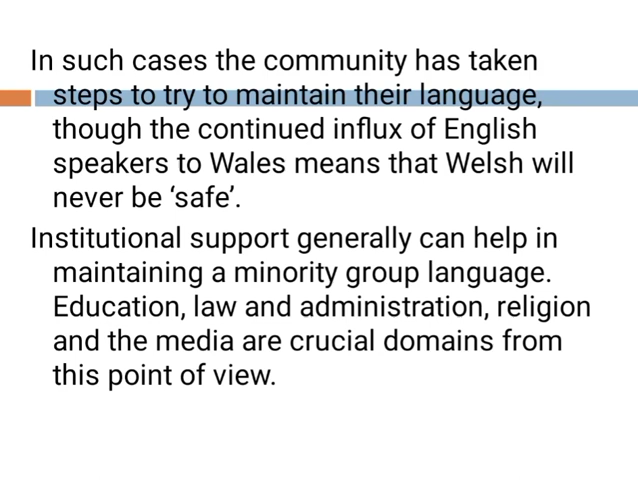 In such cases the community has taken
steps to try to maintain their language,
though the continued influx of English
speakers to Wales means that Welsh will
never be ‘safe’.
Institutional support generally can help in
maintaining a minority group language.
Education, law and administration, religion
and the media are crucial domains from
this point of view.